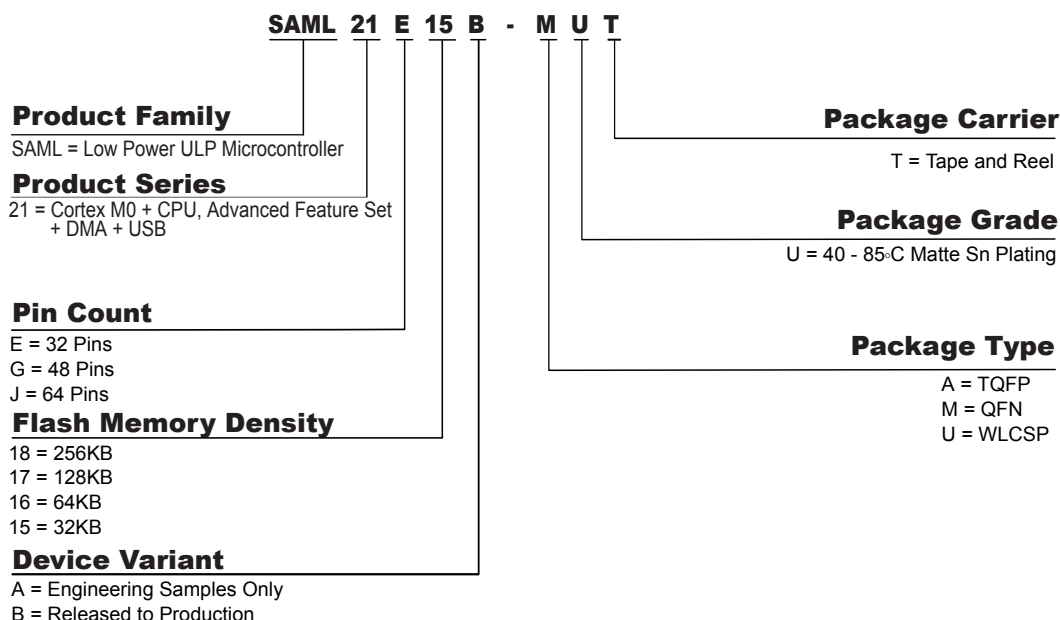 SAML 21 E 15 B - M U T
Product Family
SAML = Low Power ULP Microcontroller
Product Series
21 = Cortex M0 + CPU, Advanced Feature Set
+ DMA + USB
Pin Count
E = 32 Pins
G = 48 Pins
J = 64 Pins
Flash Memory Density
18 = 256KB
17 = 128KB
16 = 64KB
15 = 32KB
Device Variant
A = Engineering Samples Only
B = Released to Production
Package Carrier
T = Tape and Reel
Package Grade
U = 40 - 85°C Matte Sn Plating
Package Type
A = TQFP
M = QFN
U = WLCSP